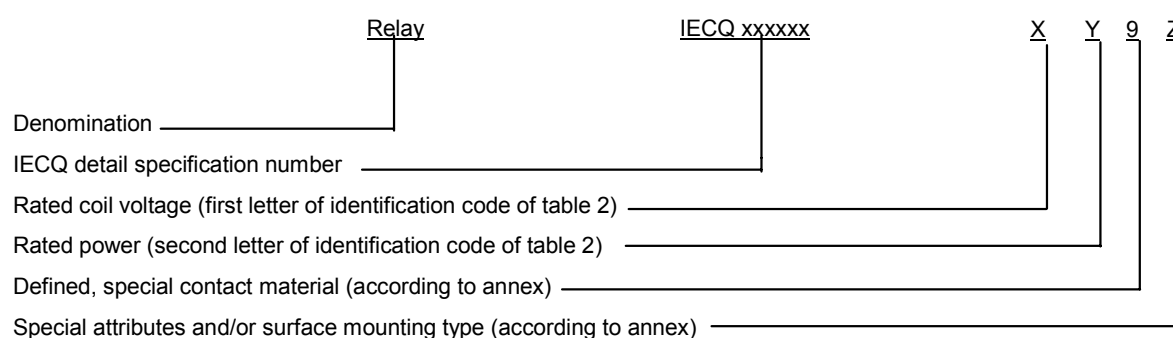 Relay IECQ xxxxxx X Y 9 Z
Denomination
IECQ detail specification number
Rated coil voltage (first letter of identification code of table 2)
Rated power (second letter of identification code of table 2)
Defined, special contact material (according to annex)
Special attributes and/or surface mounting type (according to annex)